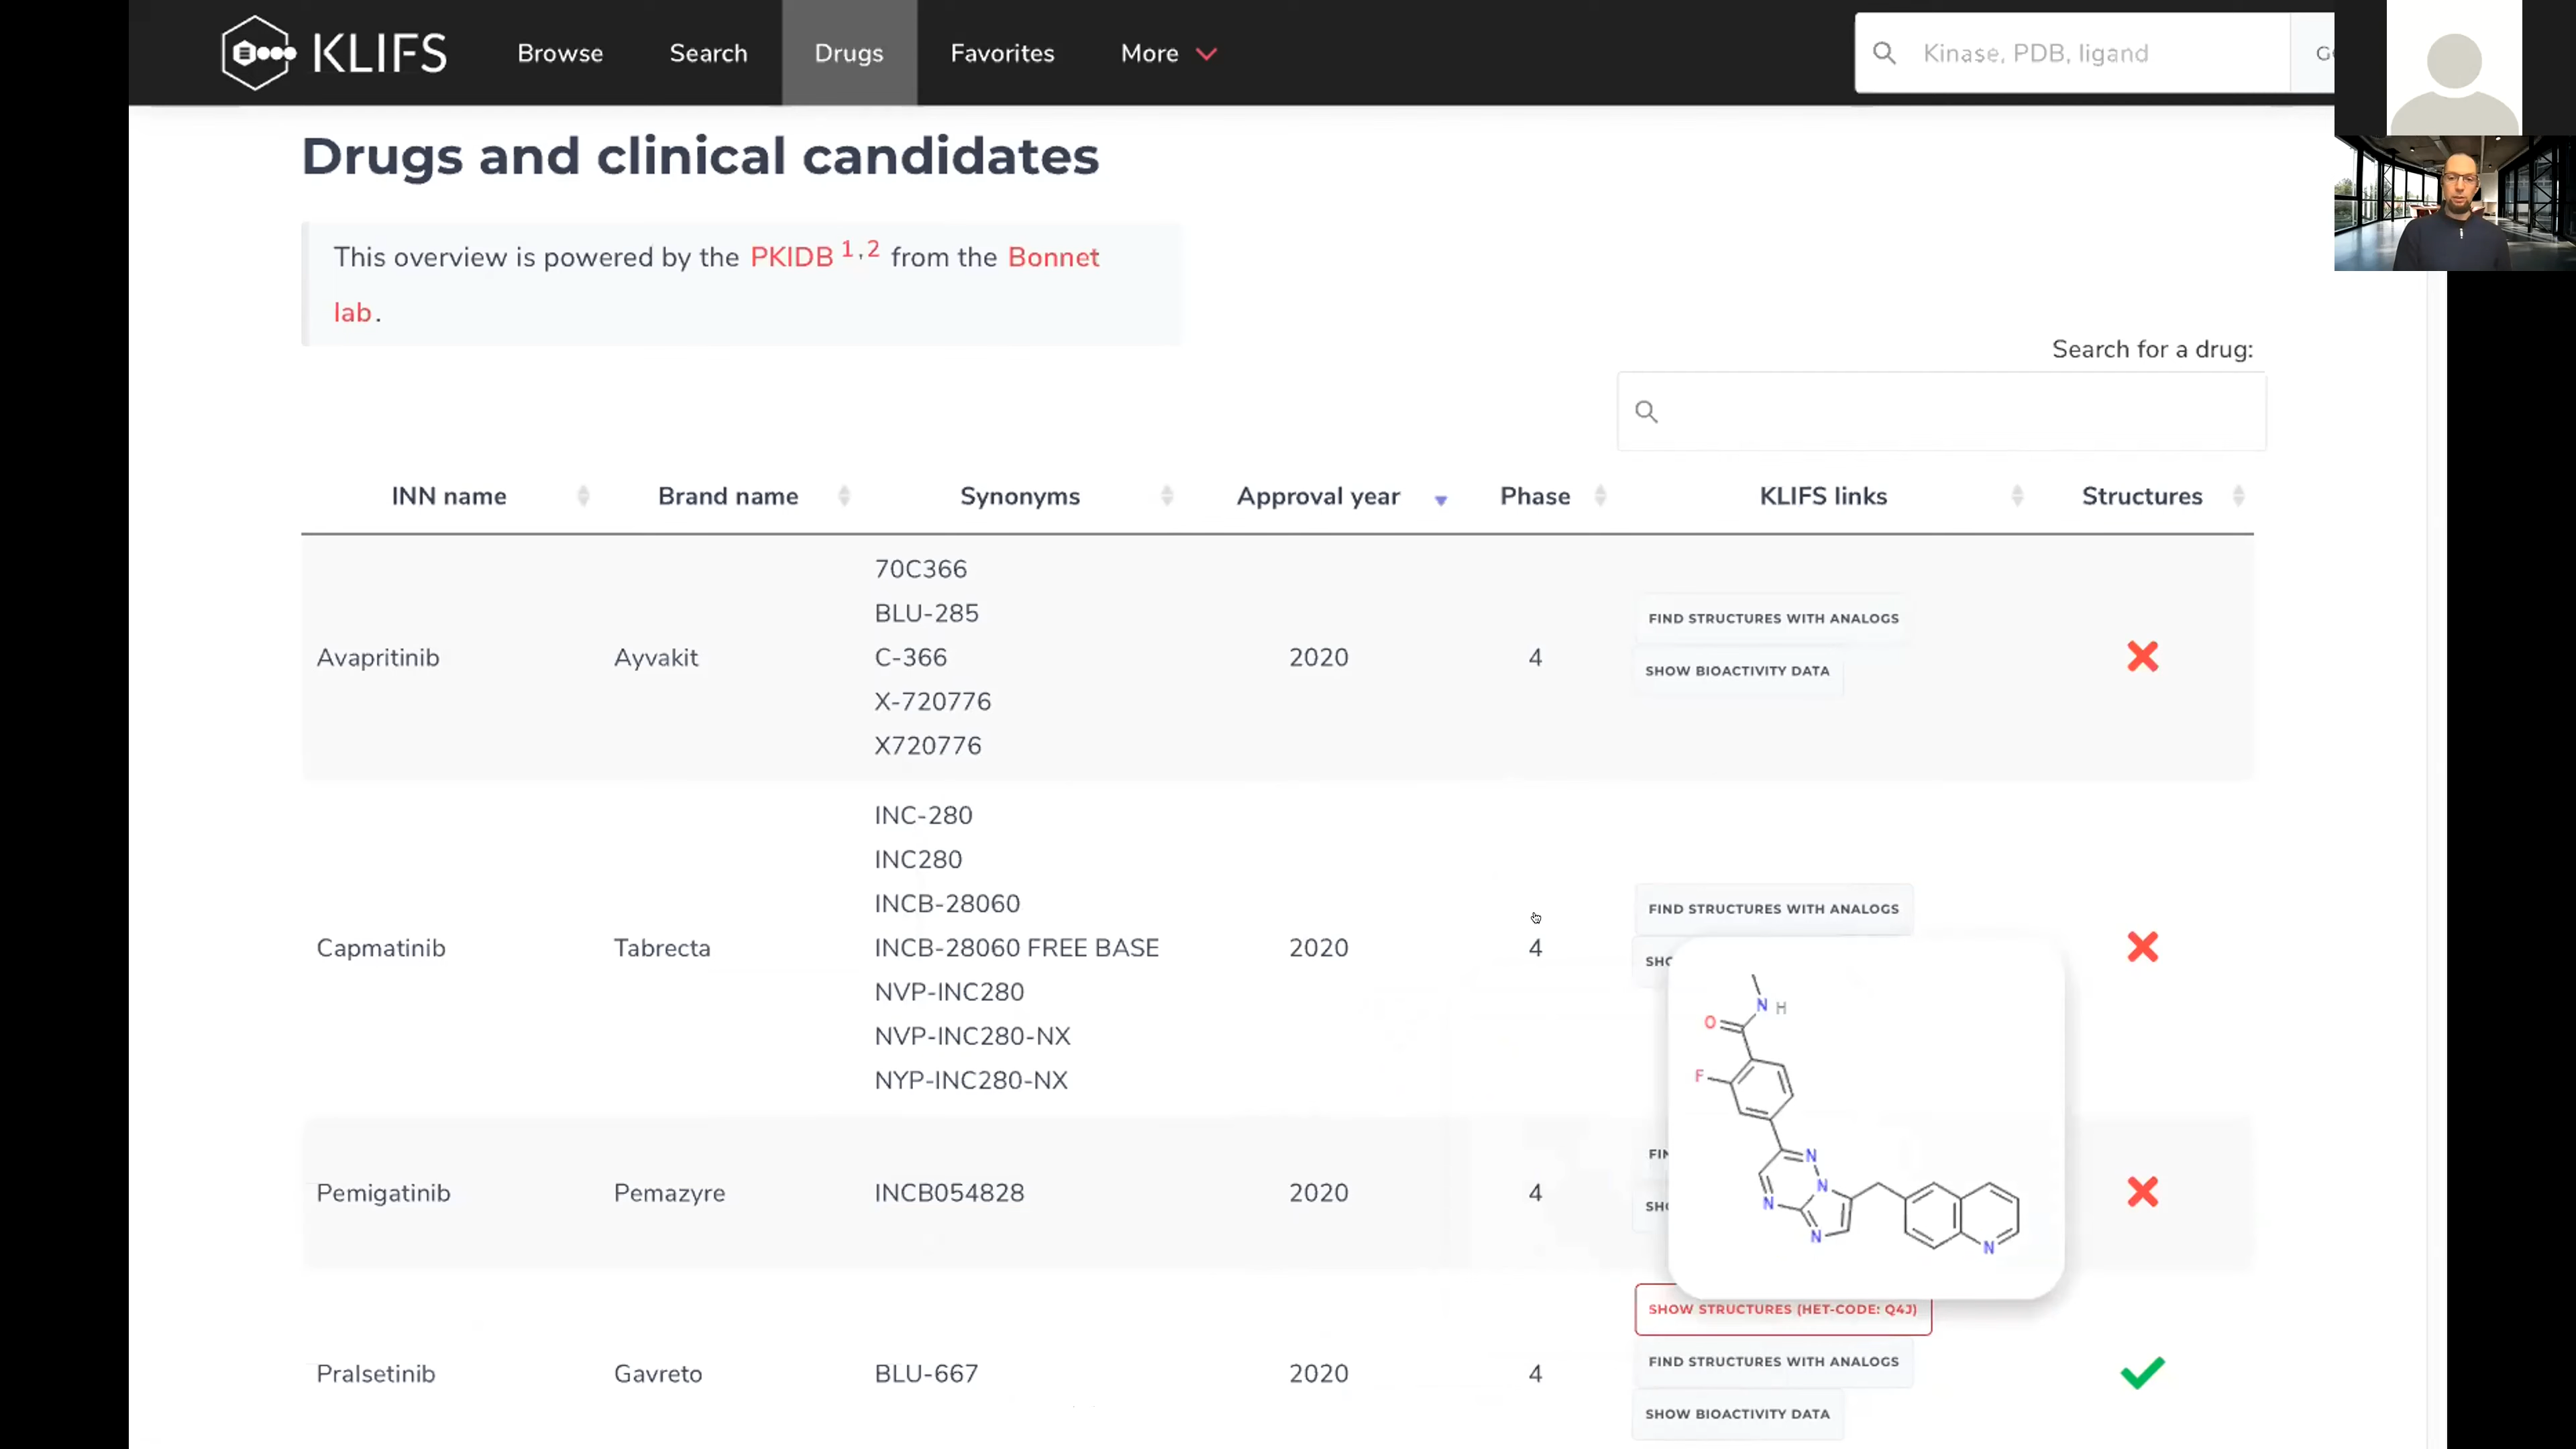 KLIFS Browse Search Drugs Favorites More Kinase, PDB, ligand
Drugs and clinical candidates
This overview is powered by the PKIDB 1,2 from the Bonnet
lab.
Search for a drug:
INN name Brand name Synonyms Approval year Phase KLIFS links Structures
70C366
BLU-285
C-366
X-720776
X720776
Avapritinib Ayvakit 2020 4
FIND STRUCTURES WITH ANALOGS
SHOW BIOACTIVITY DATA
INC-280
INC280
INCB-28060
INCB-28060 FREE BASE
NVP-INC280
NVP-INC280-NX
NYP-INC280-NX
Capmatinib Tabrecta 2020 4
FIND STRUCTURES WITH ANALOGS
N H
O
F
N
N
N
N
N
Pemigatinib Pemazyre INCB054828 2020 4
SHOW STRUCTURES (HET-CODE: Q4J)
Pralsetinib Gavreto BLU-667 2020 4
FIND STRUCTURES WITH ANALOGS
SHOW BIOACTIVITY DATA